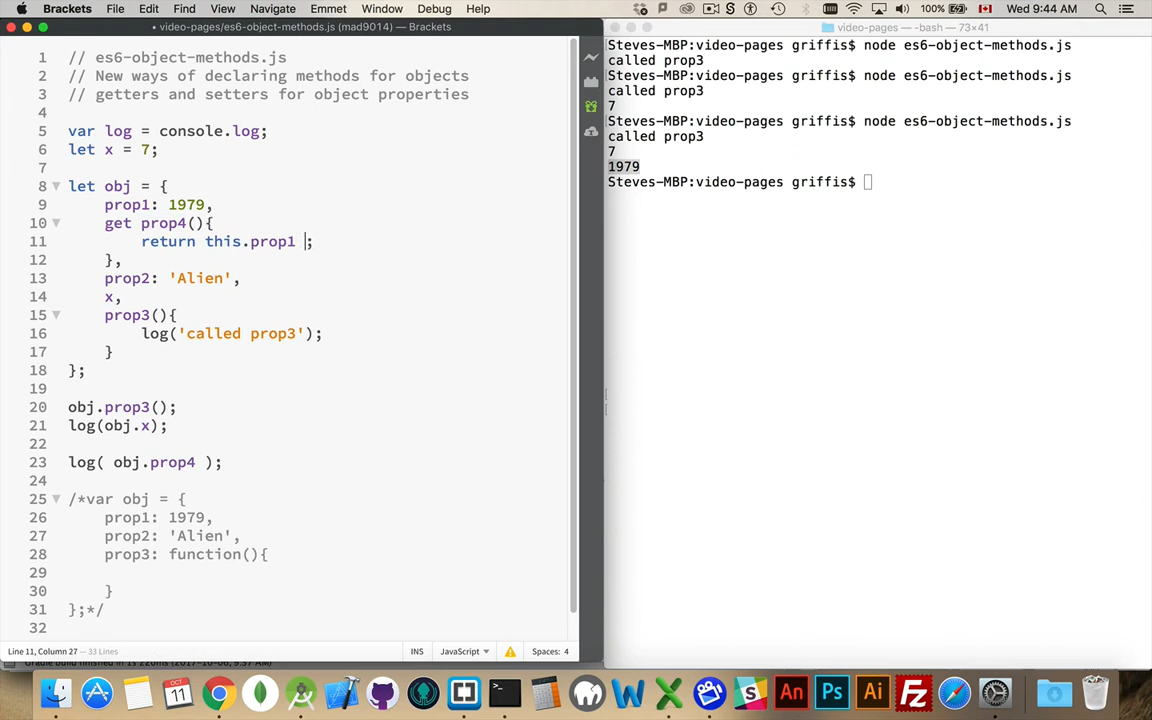 Brackets File Edit Find View Navigate Emmet Window Debug Help 100% Wed 9:44 AM
• video-pages/es6-object-methods.js (mad9014) — Brackets
video-pages — -bash — 73×41
1 // es6-object-methods.js
2 // New ways of declaring methods for objects
3 // getters and setters for object properties
4
5 var log = console.log;
6 let x = 7;
7
8 let obj = {
9 prop1: 1979,
10 get prop4(){
11 return this.prop1 ;
12 },
13 prop2: 'Alien',
14 x,
15 prop3(){
16 log('called prop3');
17 }
18 };
19
20 obj.prop3();
21 log(obj.x);
22
23 log( obj.prop4 );
24
25 /*var obj = {
26 prop1: 1979,
27 prop2: 'Alien',
28 prop3: function(){
29
30 }
31 };*/
32
Line 11, Column 27 — 33 Lines INS JavaScript Spaces: 4
Steves-MBP:video-pages griffis$ node es6-object-methods.js
called prop3
Steves-MBP:video-pages griffis$ node es6-object-methods.js
called prop3
7
Steves-MBP:video-pages griffis$ node es6-object-methods.js
called prop3
7
1979
Steves-MBP:video-pages griffis$
OCT
11
An Ps Ai FZ